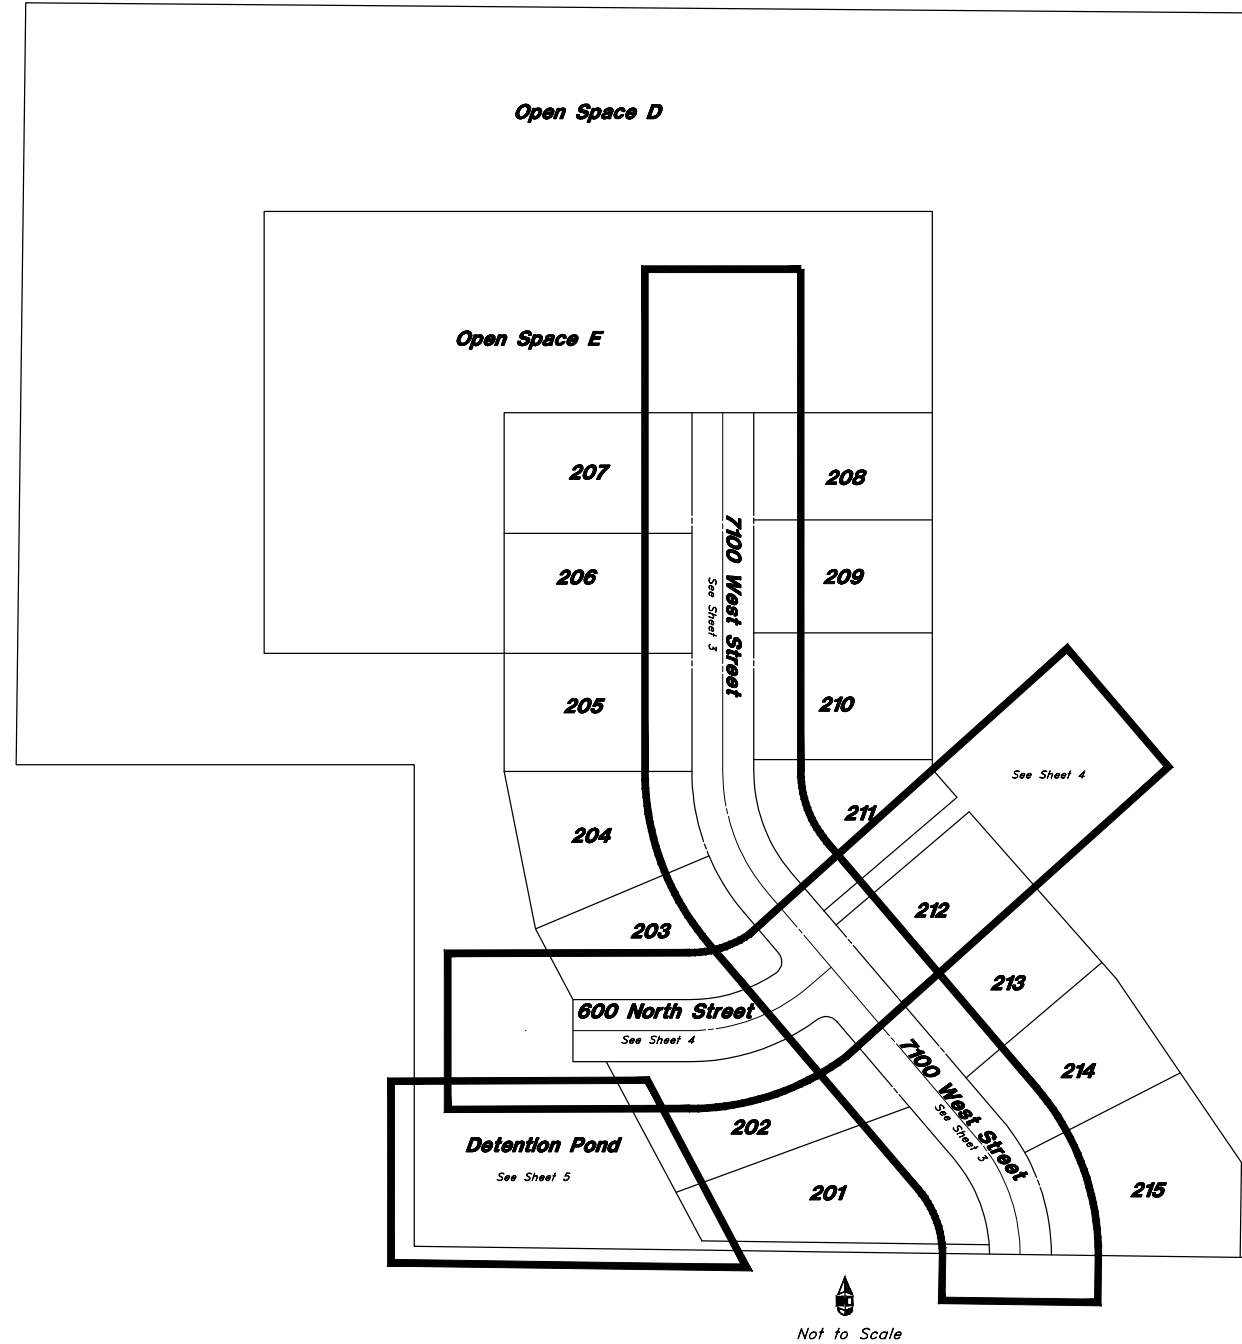 Open Space D
Open Space E
207
208
7100 West Street
See Sheet 3
206
209
205
210
See Sheet 4
211
204
212
203
213
600 North Street
See Sheet 4
7100 West Street
See Sheet 3
214
202
Detention Pond
See Sheet 5
201
215
Not to Scale